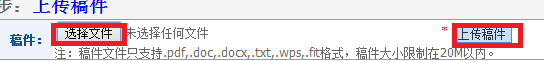 步：上传稿件
稿件： 选择文件 未选择任何文件 * 上传稿件
注：稿件文件只支持.pdf,.doc,.docx,.txt,.wps,.fit格式，稿件大小限制在20M以内。